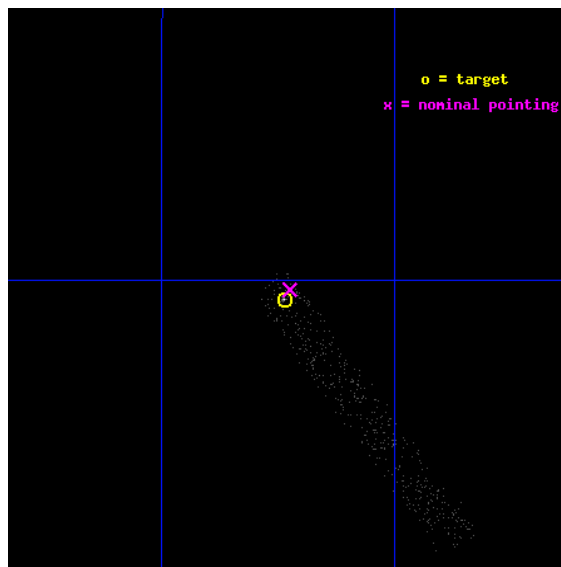 o = target
x = nominal pointing